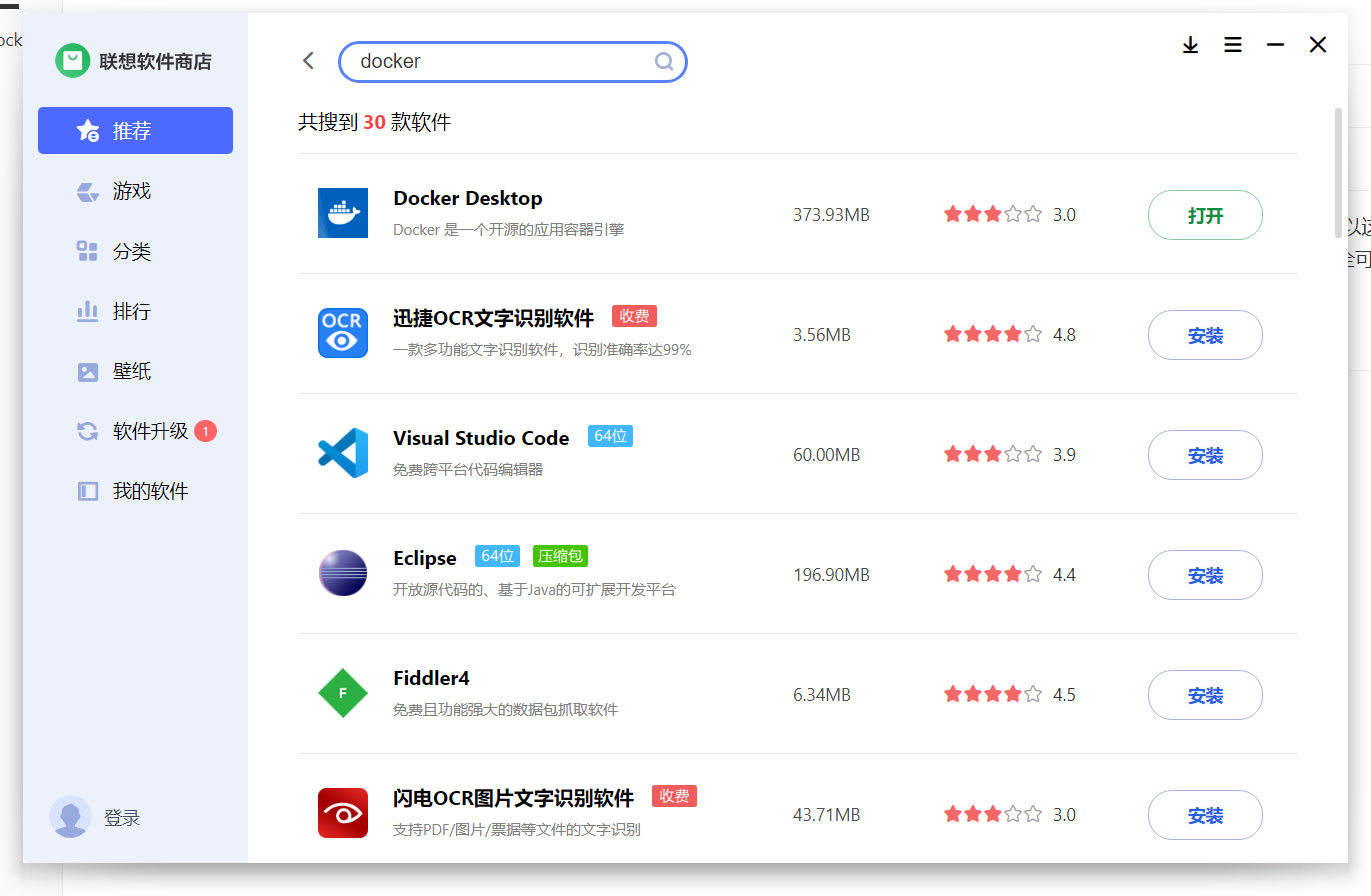 ock
联想软件商店
docker
推荐
游戏
分类
排行
壁纸
软件升级 1
我的软件
登录
共搜到 30 款软件
Docker Desktop
Docker 是一个开源的应用容器引擎
373.93MB
3.0
打开
OCR
迅捷OCR文字识别软件 收费
一款多功能文字识别软件，识别准确率达99%
3.56MB
4.8
安装
Visual Studio Code 64位
免费跨平台代码编辑器
60.00MB
3.9
安装
Eclipse 64位 压缩包
开放源代码的、基于Java的可扩展开发平台
196.90MB
4.4
安装
F
Fiddler4
免费且功能强大的数据包抓取软件
6.34MB
4.5
安装
闪电OCR图片文字识别软件 收费
支持PDF/图片/票据等文件的文字识别
43.71MB
3.0
安装
以这
可